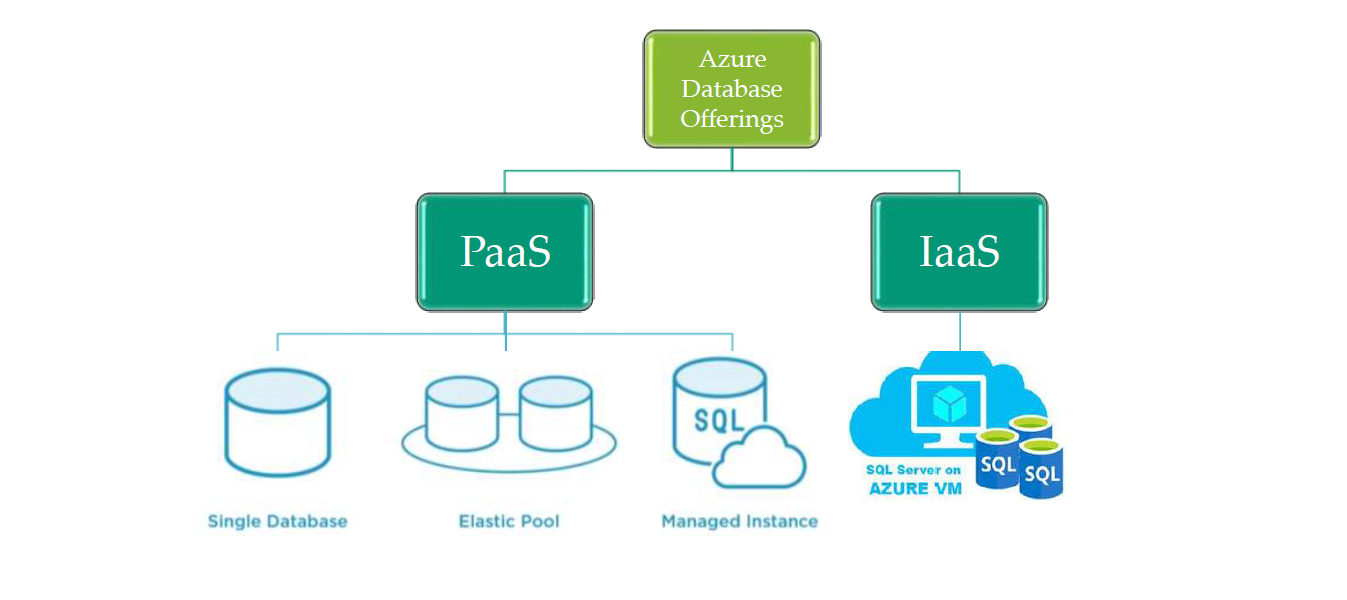 Azure
Database
Offerings
PaaS
IaaS
SQL
SQL Server on
AZURE VM
SQL
SQL
Single Database
Elastic Pool
Managed Instance